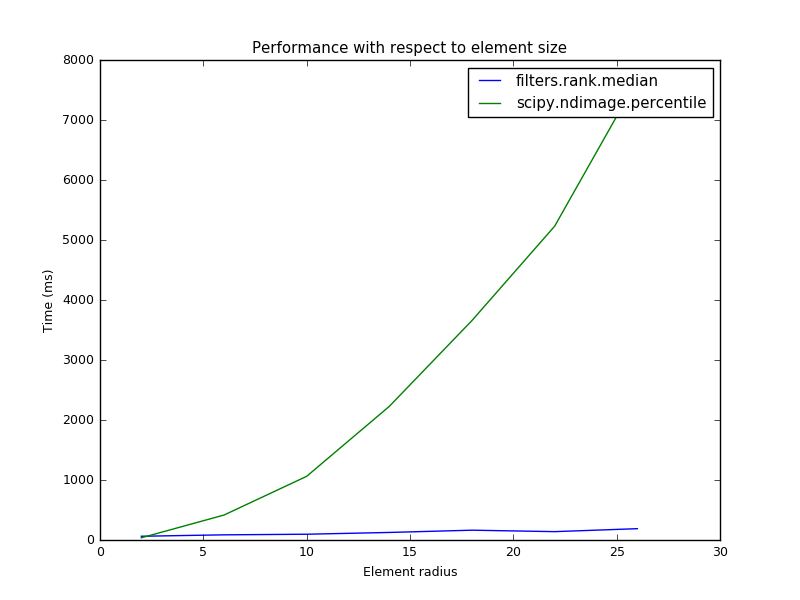 Performance with respect to element size
filters.rank.median
scipy.ndimage.percentile
8000
7000
6000
5000
4000
3000
2000
1000
0
Time (ms)
0 5 10 15 20 25 30
Element radius